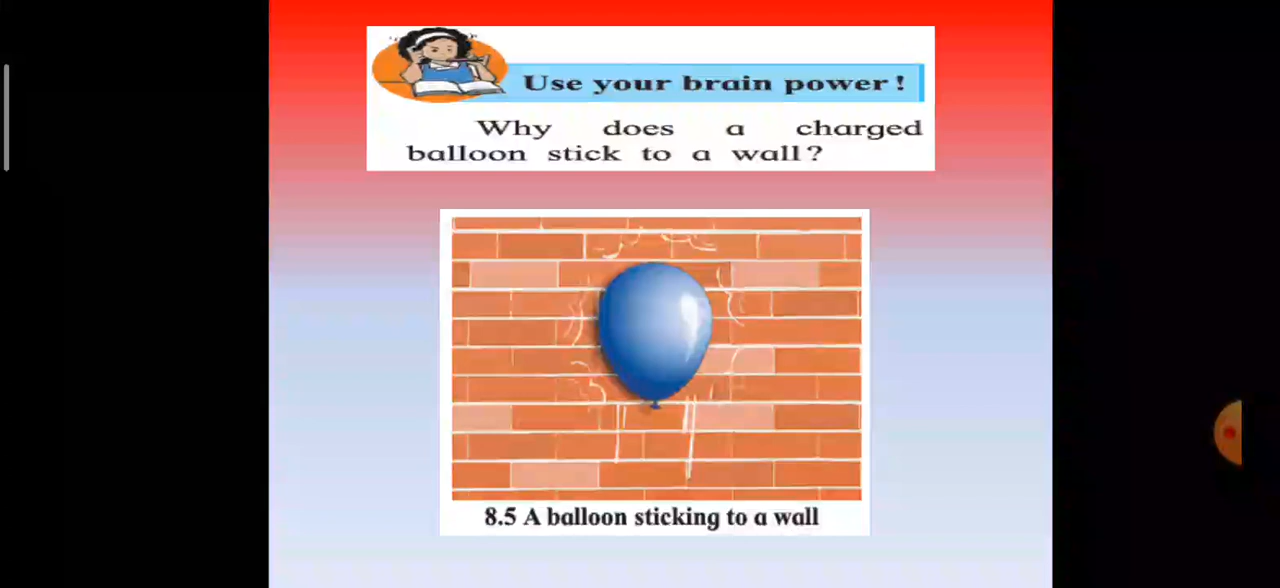 Use your brain power !
Why does a charged
balloon stick to a wall?
8.5 A balloon sticking to a wall